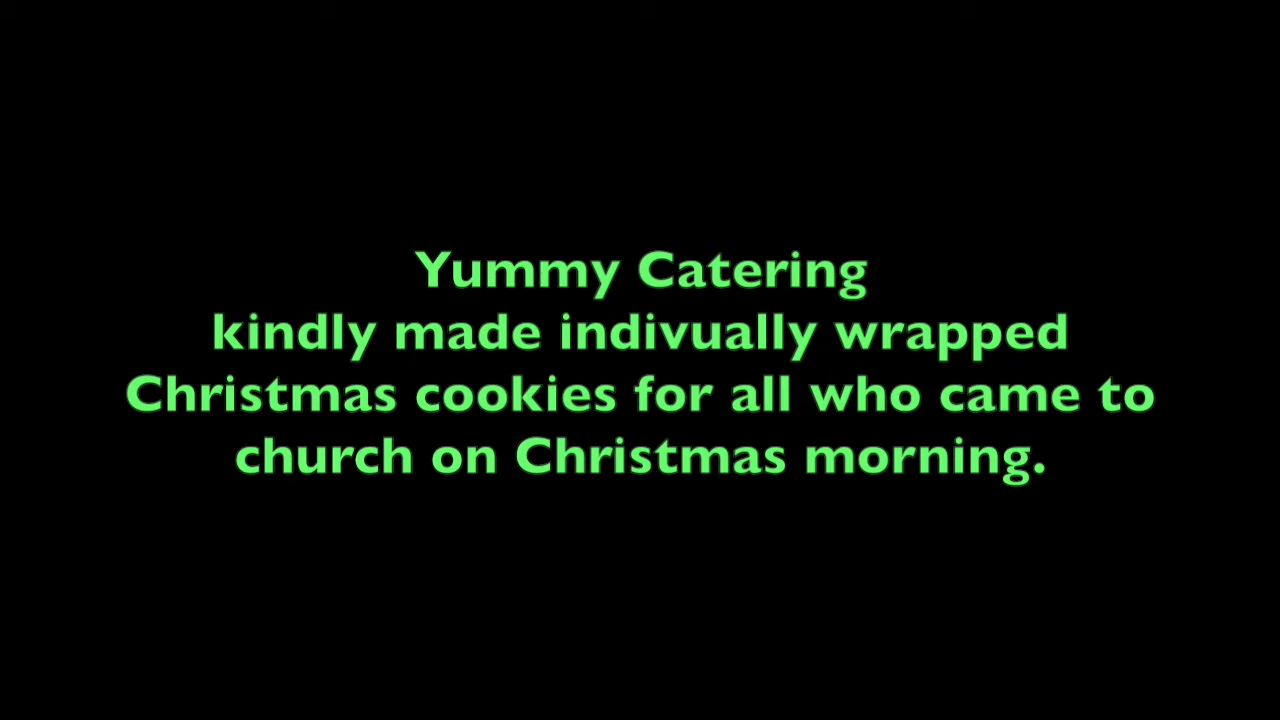 Yummy Catering
kindly made indivually wrapped
Christmas cookies for all who came to
church on Christmas morning.